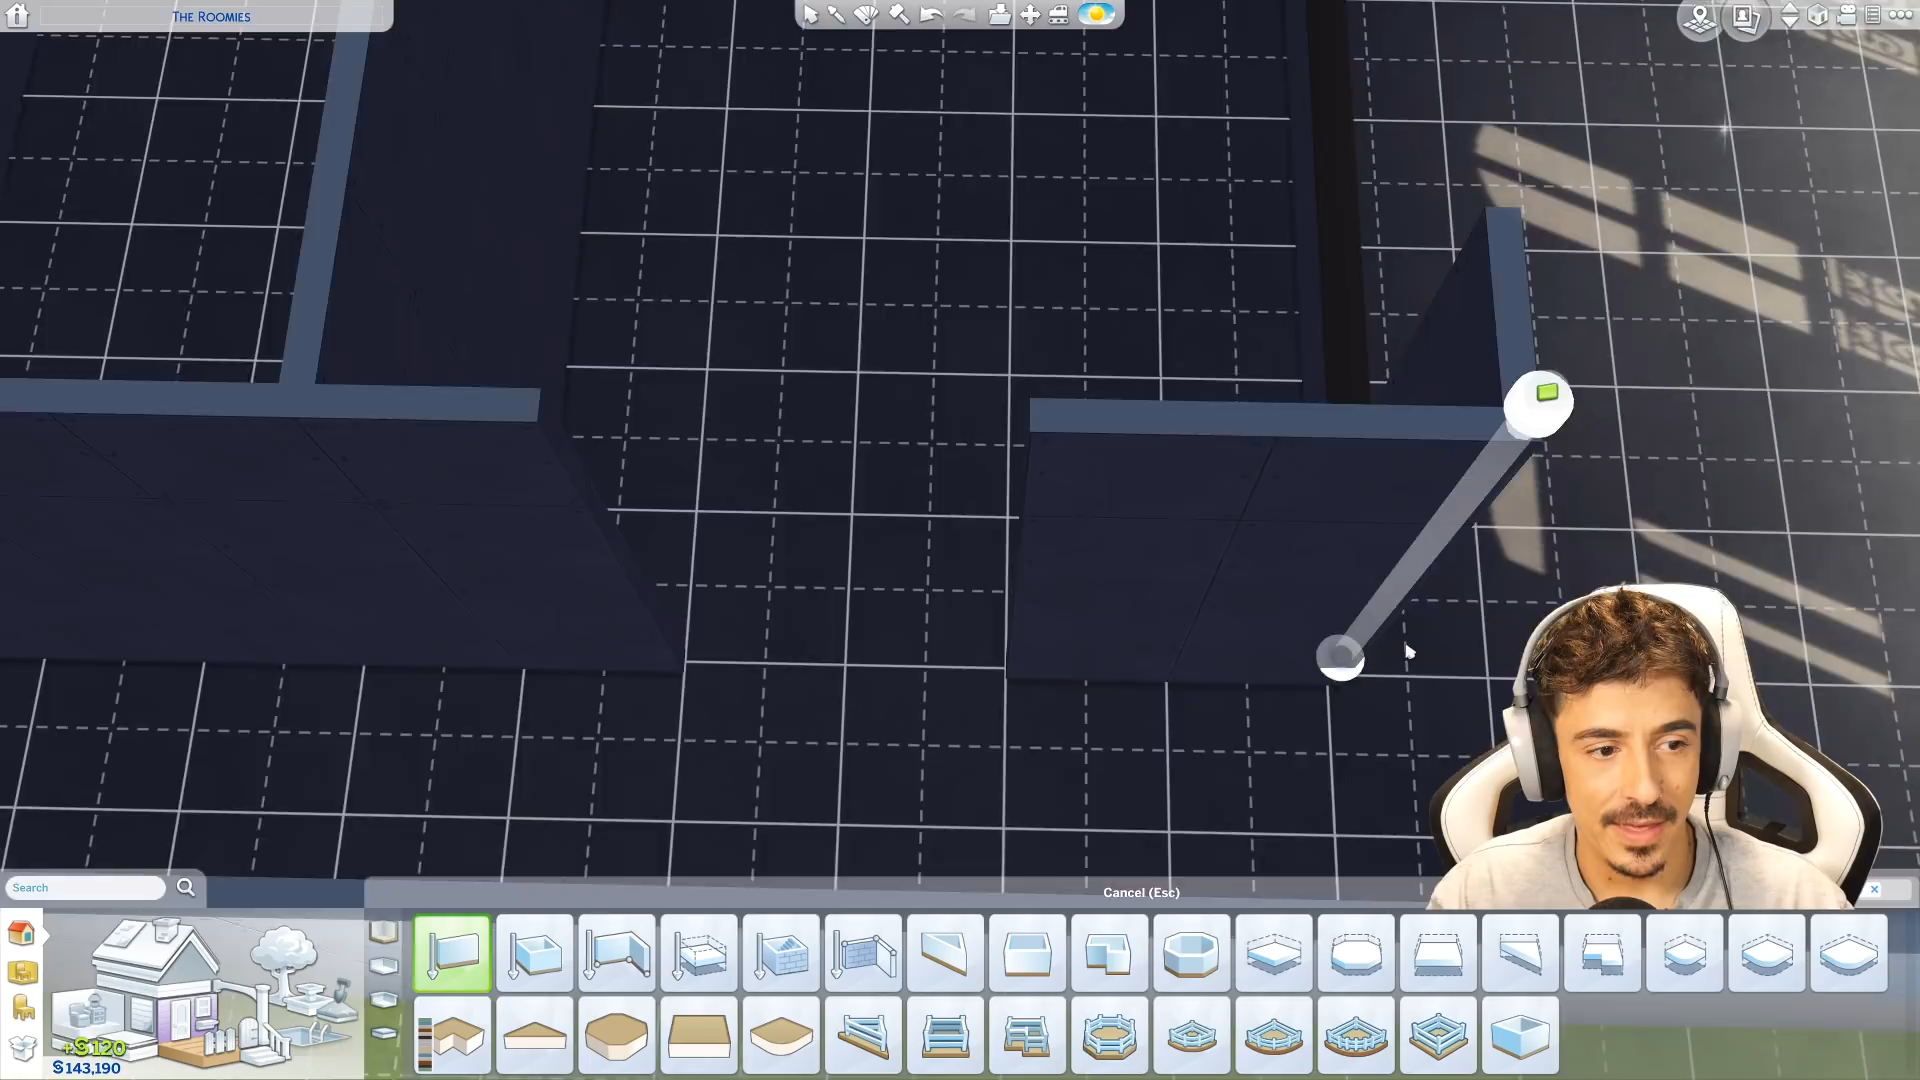 THE ROOMIES
Cancel (Esc)
Search
+§120
§143,190